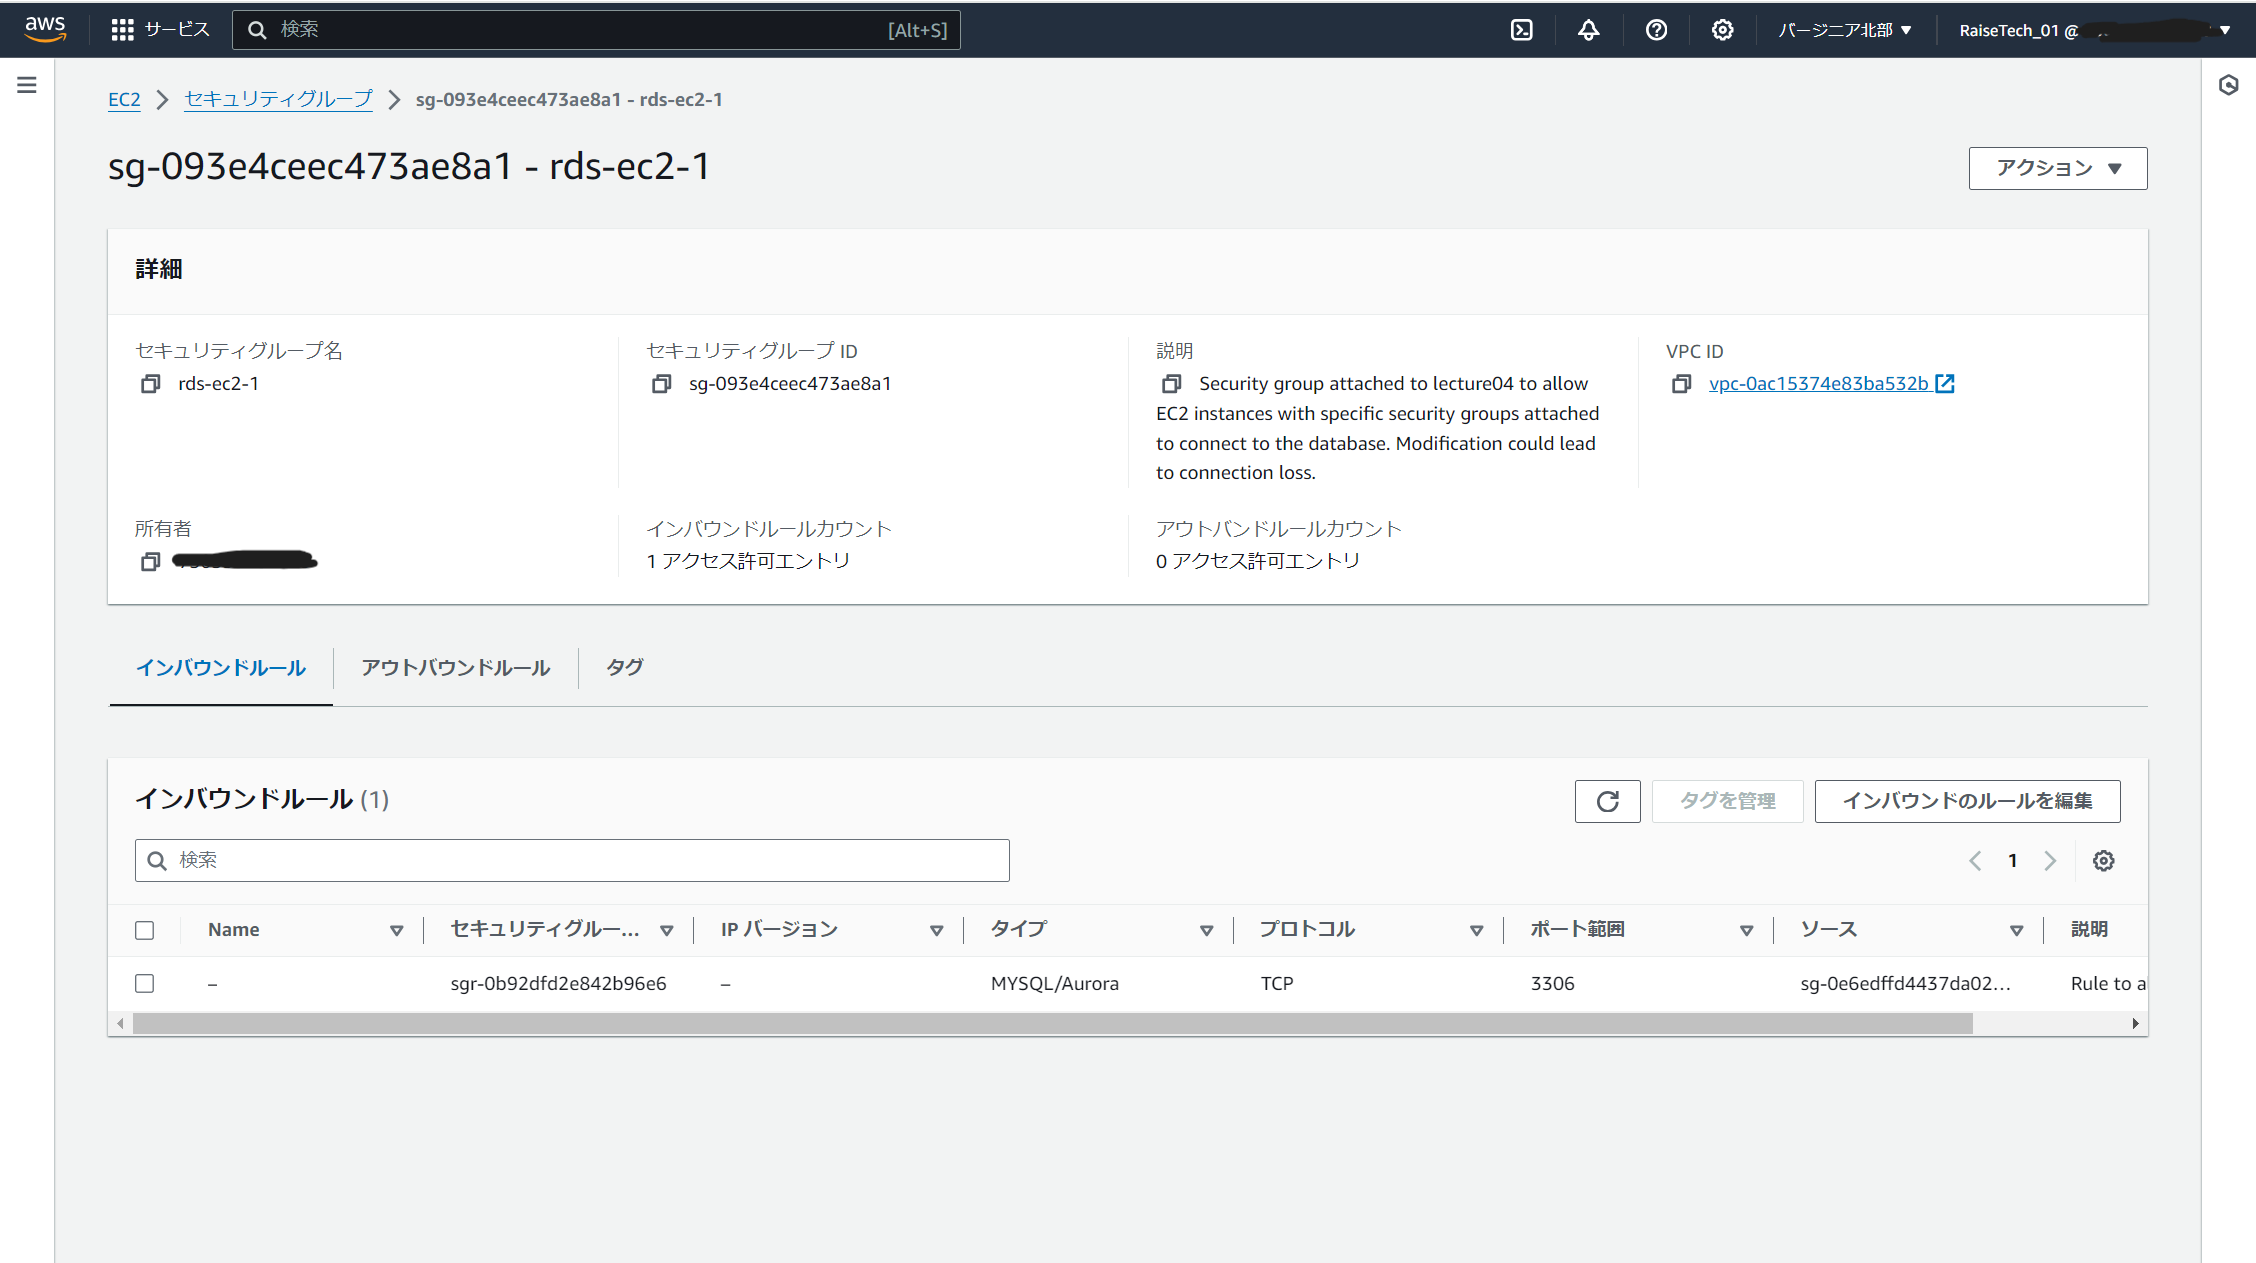 aws サービス 検索 [Alt+S] バージニア北部 RaiseTech_01 @
EC2 セキュリティグループ sg-093e4ceec473ae8a1 - rds-ec2-1
sg-093e4ceec473ae8a1 - rds-ec2-1
アクション
詳細
セキュリティグループ名
rds-ec2-1
セキュリティグループ ID
sg-093e4ceec473ae8a1
説明
Security group attached to lecture04 to allow
EC2 instances with specific security groups attached
to connect to the database. Modification could lead
to connection loss.
VPC ID
vpc-0ac15374e83ba532b
所有者
インバウンドルールカウント
1 アクセス許可エントリ
アウトバンドルールカウント
0 アクセス許可エントリ
インバウンドルール アウトバウンドルール タグ
インバウンドルール (1)
タグを管理 インバウンドのルールを編集
検索
1
Name セキュリティグルー... IP バージョン タイプ プロトコル ポート範囲 ソース 説明
– sgr-0b92dfd2e842b96e6 – MYSQL/Aurora TCP 3306 sg-0e6edffd4437da02... Rule to a